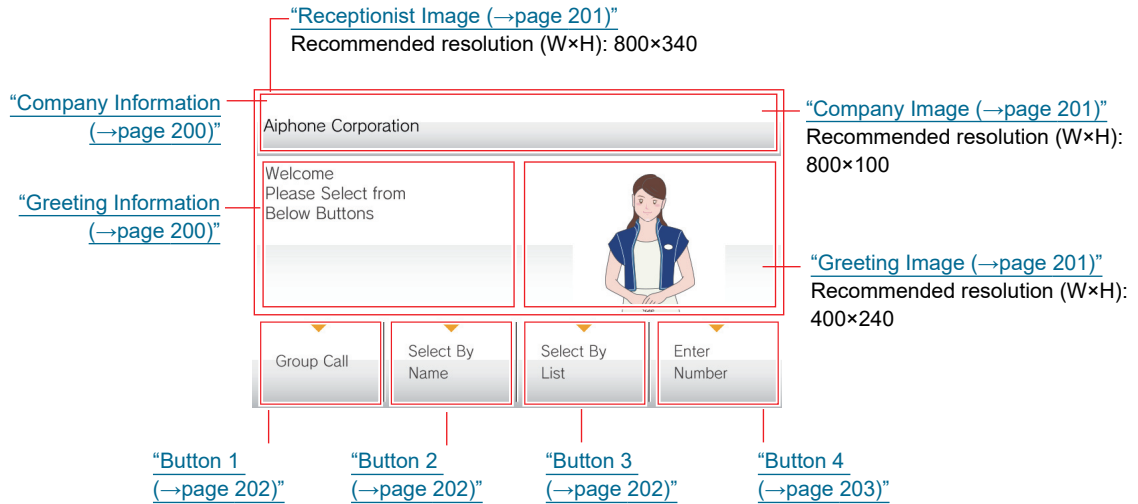 “Receptionist Image (→page 201)”
Recommended resolution (W×H): 800×340
“Company Information
(→page 200)”
Aiphone Corporation
“Company Image (→page 201)”
Recommended resolution (W×H):
800×100
“Greeting Information
(→page 200)”
Welcome
Please Select from
Below Buttons
“Greeting Image (→page 201)”
Recommended resolution (W×H):
400×240
Group Call
Select By
Name
Select By
List
Enter
Number
“Button 1
(→page 202)”
“Button 2
(→page 202)”
“Button 3
(→page 202)”
“Button 4
(→page 203)”